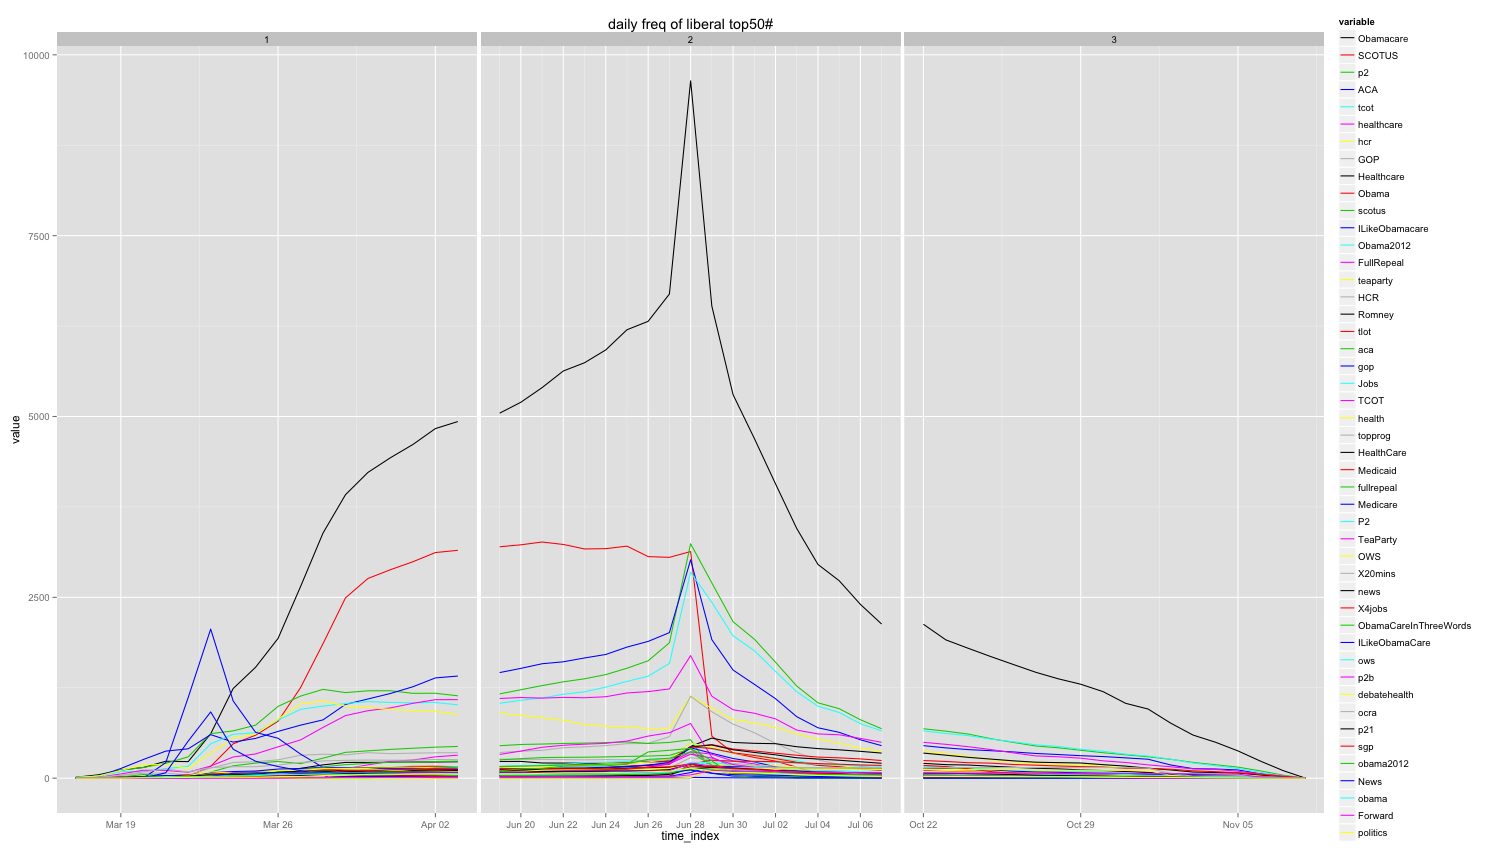 daily freq of liberal top50#
1
2
3
10000
7500
5000
2500
0
value
Mar 19
Mar 26
Apr 02
Jun 20
Jun 22
Jun 24
Jun 26
Jun 28
Jun 30
Jul 02
Jul 04
Jul 06
Oct 22
Oct 29
Nov 05
time_index
variable
Obamacare
SCOTUS
p2
ACA
tcot
healthcare
hcr
GOP
Healthcare
Obama
scotus
ILikeObamacare
Obama2012
FullRepeal
teaparty
HCR
Romney
tlot
aca
gop
Jobs
TCOT
health
topprog
HealthCare
Medicaid
fullrepeal
Medicare
P2
TeaParty
OWS
X20mins
news
X4jobs
ObamaCareInThreeWords
ILikeObamaCare
ows
p2b
debatehealth
ocra
p21
sgp
obama2012
News
obama
Forward
politics